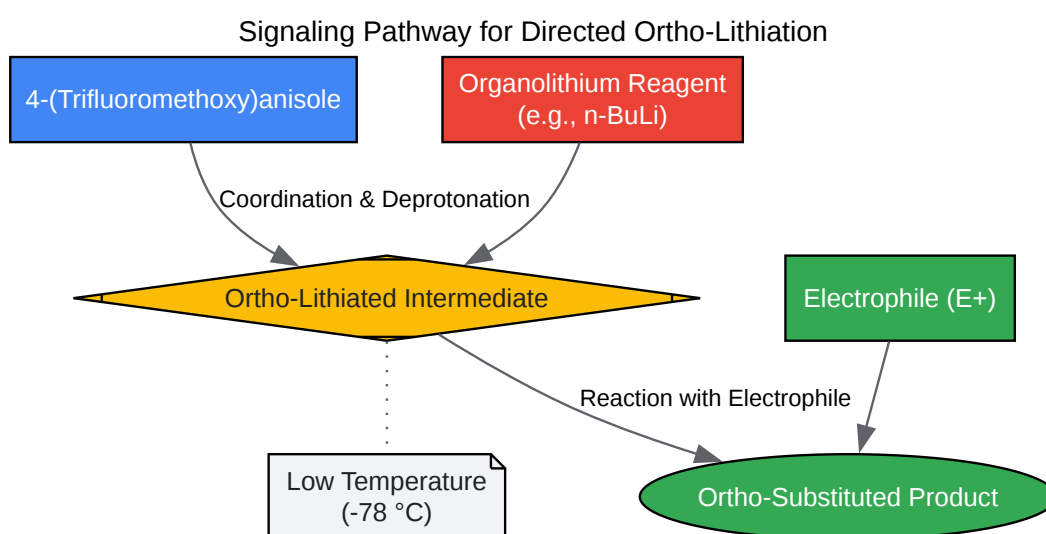 Signaling Pathway for Directed Ortho-Lithiation
4-(Trifluoromethoxy)anisole
Organolithium Reagent
(e.g., n-BuLi)
Coordination & Deprotonation
Ortho-Lithiated Intermediate
Electrophile (E+)
Reaction with Electrophile
Low Temperature
(-78 °C)
Ortho-Substituted Product